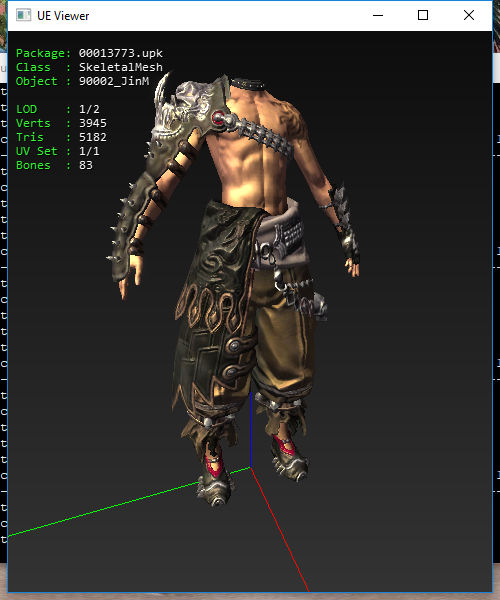 UE Viewer
Package: 00013773.upk
Class : SkeletalMesh
Object : 90002_JinM
LOD : 1/2
Verts : 3945
Tris : 5182
UV Set : 1/1
Bones : 83